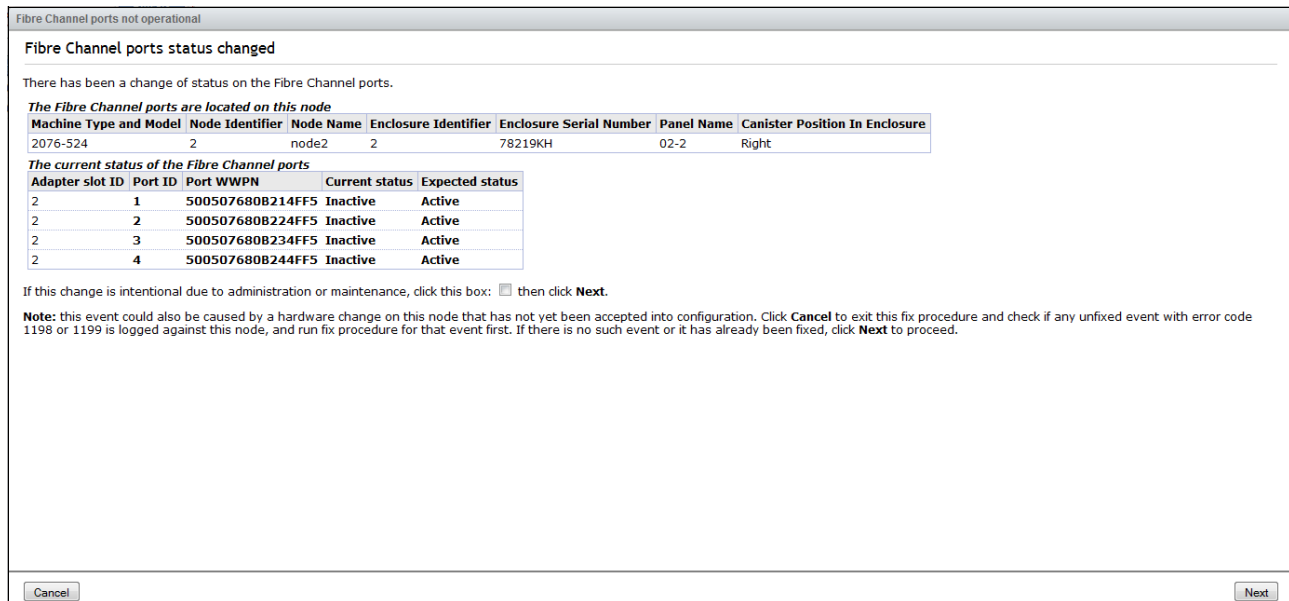 Fibre Channel ports not operational
Fibre Channel ports status changed
There has been a change of status on the Fibre Channel ports.
The Fibre Channel ports are located on this node
Machine Type and Model Node Identifier Node Name Enclosure Identifier Enclosure Serial Number Panel Name Canister Position In Enclosure
2076-524 2 node2 2 78219KH 02-2 Right
The current status of the Fibre Channel ports
Adapter slot ID Port ID Port WWPN Current status Expected status
2 1 500507680B214FF5 Inactive Active
2 2 500507680B224FF5 Inactive Active
2 3 500507680B234FF5 Inactive Active
2 4 500507680B244FF5 Inactive Active
If this change is intentional due to administration or maintenance, click this box: then click Next.
Note: this event could also be caused by a hardware change on this node that has not yet been accepted into configuration. Click Cancel to exit this fix procedure and check if any unfixed event with error code
1198 or 1199 is logged against this node, and run fix procedure for that event first. If there is no such event or it has already been fixed, click Next to proceed.
Cancel Next